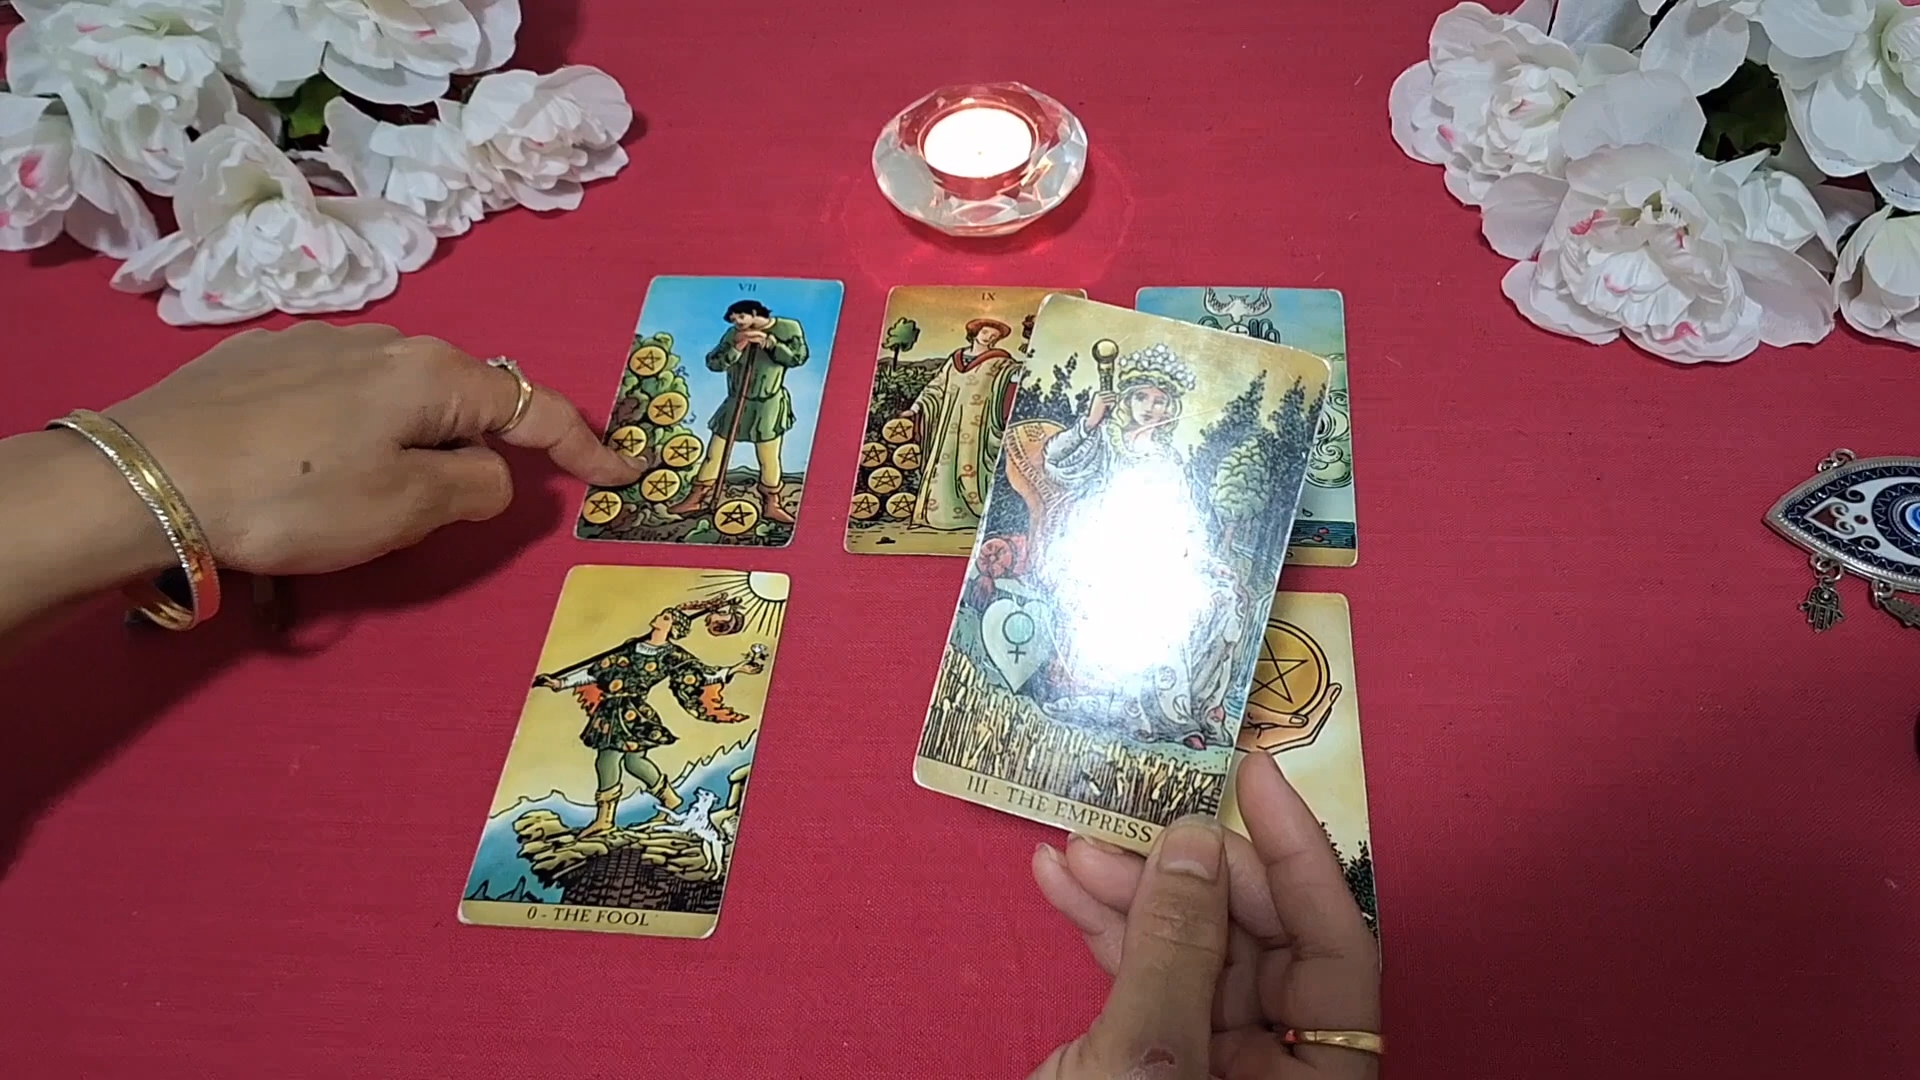 VII
IX
III - THE EMPRESS
0 - THE FOOL